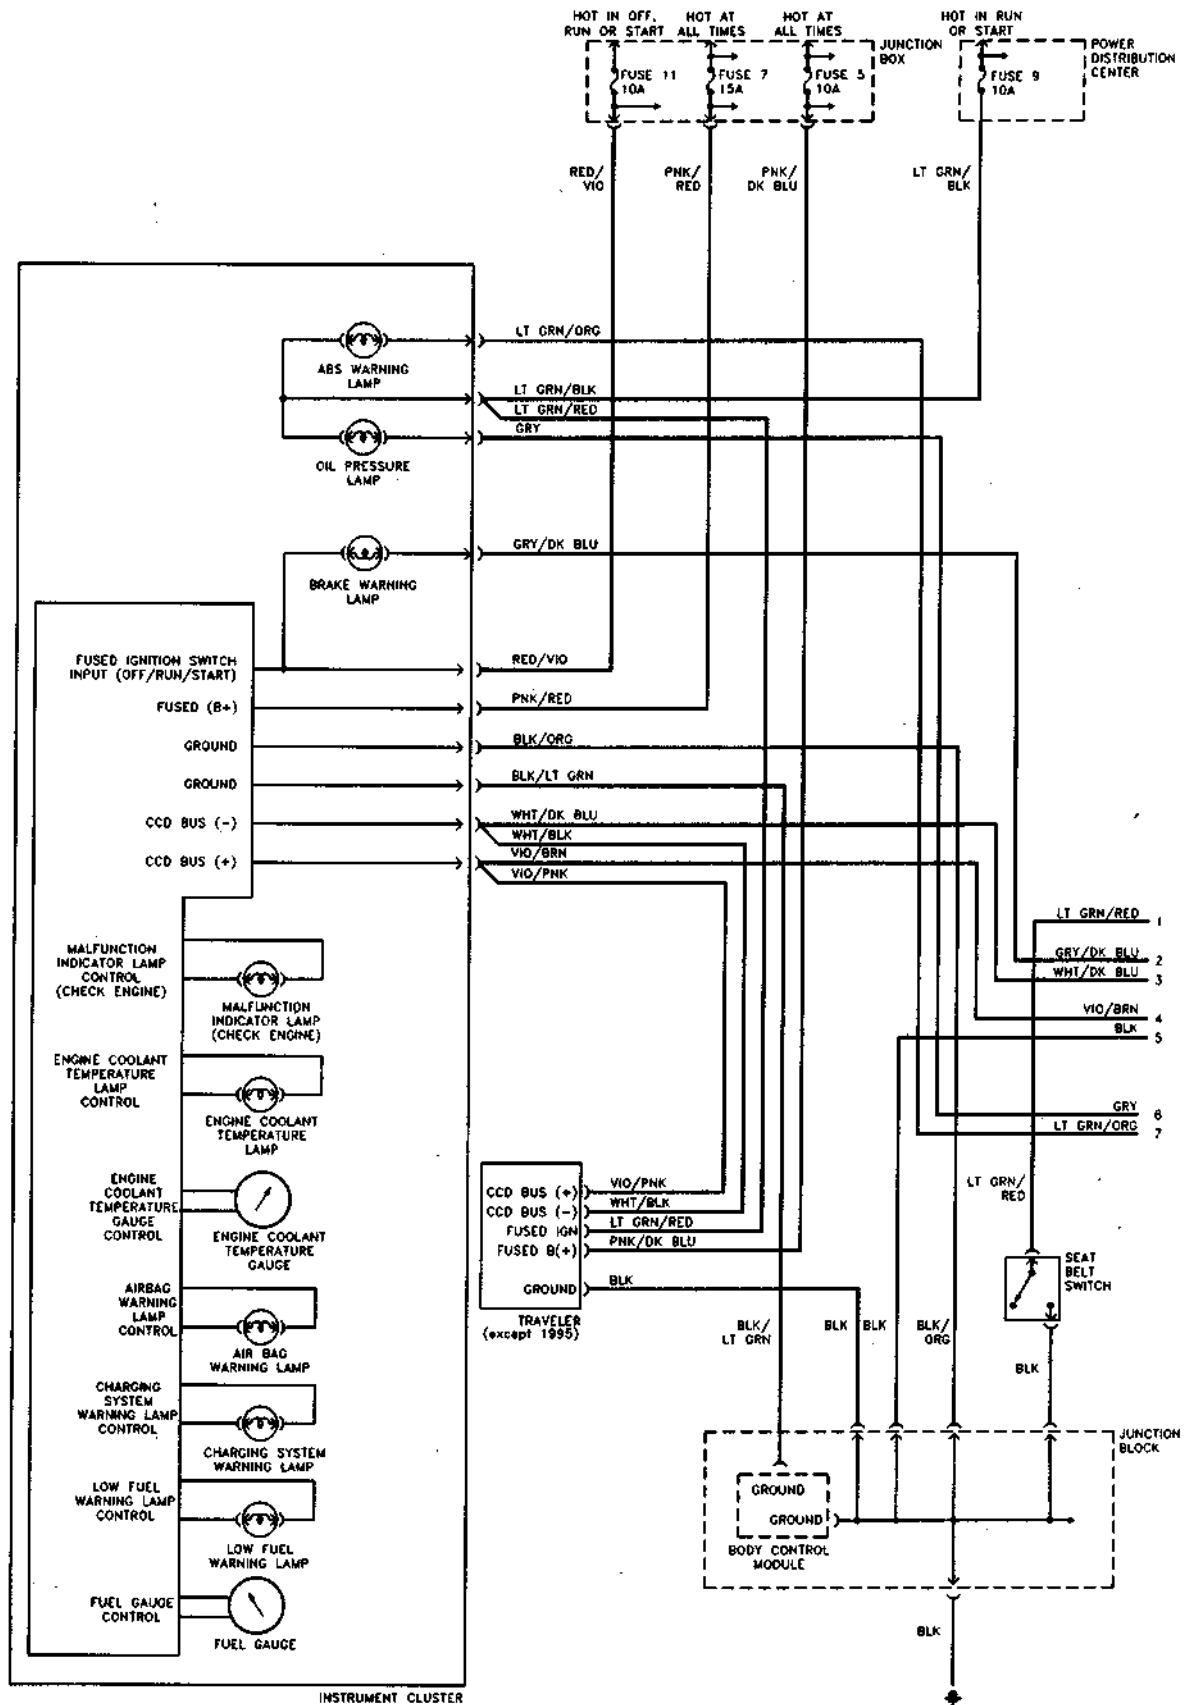 HOT IN OFF,
RUN OR START
HOT AT
ALL TIMES
HOT AT
ALL TIMES
HOT IN RUN
OR START
JUNCTION
BOX
POWER
DISTRIBUTION
CENTER
FUSE 11
10A
FUSE 7
15A
FUSE 5
10A
FUSE 9
10A
RED/
VIO
PNK/
RED
PNK/
DK BLU
LT GRN/
BLK
LT GRN/ORG
ABS WARNING
LAMP
LT GRN/BLK
LT GRN/RED
GRY
OIL PRESSURE
LAMP
GRY/DK BLU
BRAKE WARNING
LAMP
FUSED IGNITION SWITCH
INPUT (OFF/RUN/START)
RED/VIO
FUSED (B+)
PNK/RED
GROUND
BLK/ORG
GROUND
BLK/LT GRN
CCD BUS (-)
WHT/DK BLU
WHT/BLK
CCD BUS (+)
VIO/BRN
VIO/PNK
LT GRN/RED 1
GRY/DK BLU 2
WHT/DK BLU 3
VIO/BRN 4
BLK 5
GRY 6
LT GRN/ORG 7
MALFUNCTION
INDICATOR LAMP
CONTROL
(CHECK ENGINE)
MALFUNCTION
INDICATOR LAMP
(CHECK ENGINE)
ENGINE COOLANT
TEMPERATURE
LAMP
CONTROL
ENGINE COOLANT
TEMPERATURE
LAMP
ENGINE
COOLANT
TEMPERATURE
GAUGE
CONTROL
ENGINE COOLANT
TEMPERATURE
GAUGE
CCD BUS (+)
VIO/PNK
CCD BUS (-)
WHT/BLK
FUSED IGN
LT GRN/RED
FUSED B(+)
PNK/DK BLU
GROUND
BLK
TRAVELER
(except 1995)
LT GRN/
RED
SEAT
BELT
SWITCH
AIRBAG
WARNING
LAMP
CONTROL
AIR BAG
WARNING LAMP
BLK/
LT GRN
BLK
BLK
BLK/
ORG
BLK
CHARGING
SYSTEM
WARNING LAMP
CONTROL
CHARGING SYSTEM
WARNING LAMP
JUNCTION
BLOCK
LOW FUEL
WARNING LAMP
CONTROL
LOW FUEL
WARNING LAMP
GROUND
GROUND
BODY CONTROL
MODULE
FUEL GAUGE
CONTROL
FUEL GAUGE
BLK
INSTRUMENT CLUSTER